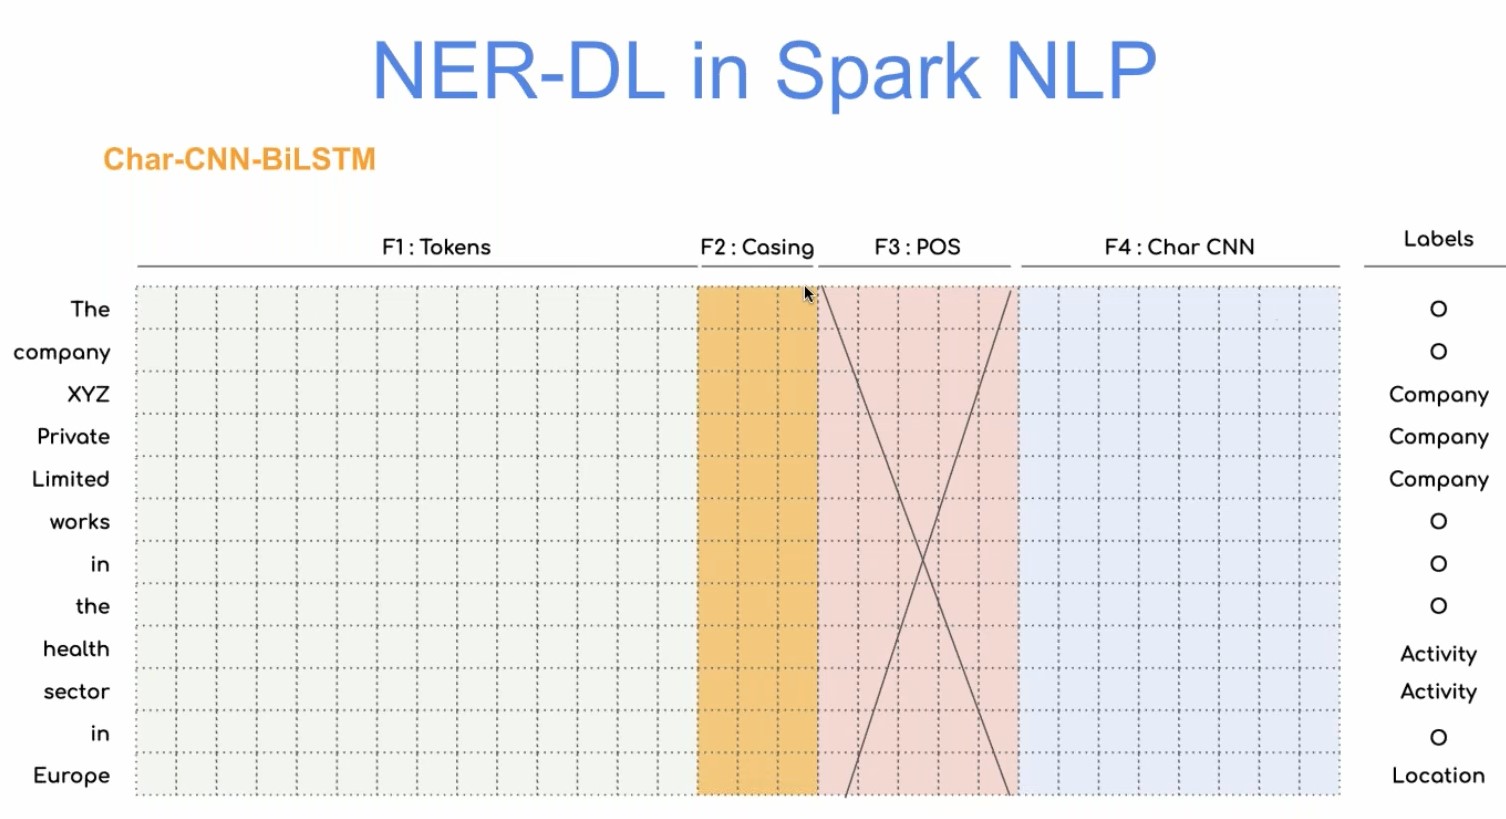 NER-DL in Spark NLP
Char-CNN-BiLSTM
F1 : Tokens F2 : Casing F3 : POS F4 : Char CNN Labels
The O
company O
XYZ Company
Private Company
Limited Company
works O
in O
the O
health Activity
sector Activity
in O
Europe Location